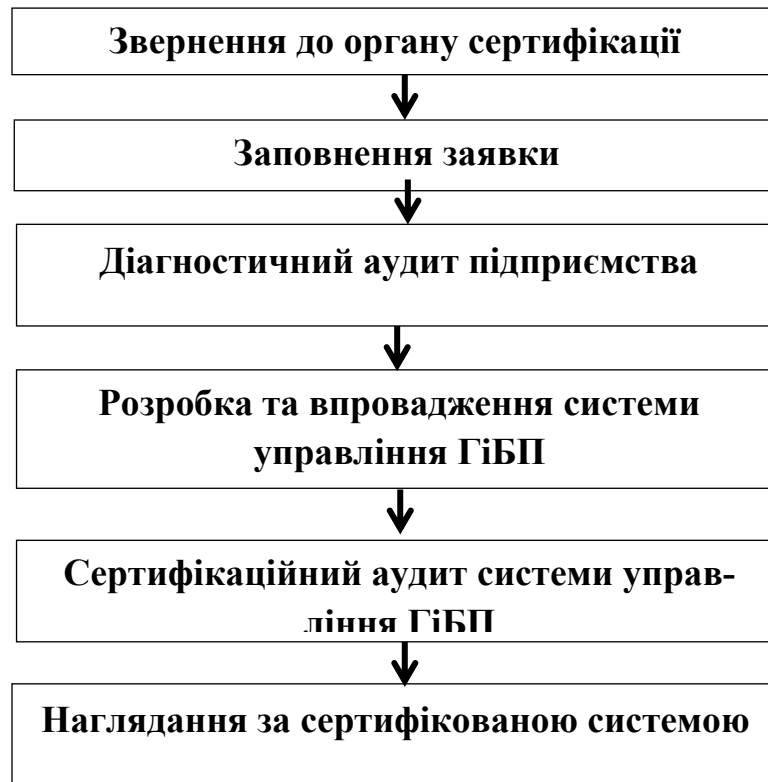 Звернення до органу сертифікації
Заповнення заявки
Діагностичний аудит підприємства
Розробка та впровадження системи
управління ГіБП
Сертифікаційний аудит системи управ-
ління ГіБП
Наглядання за сертифікованою системою